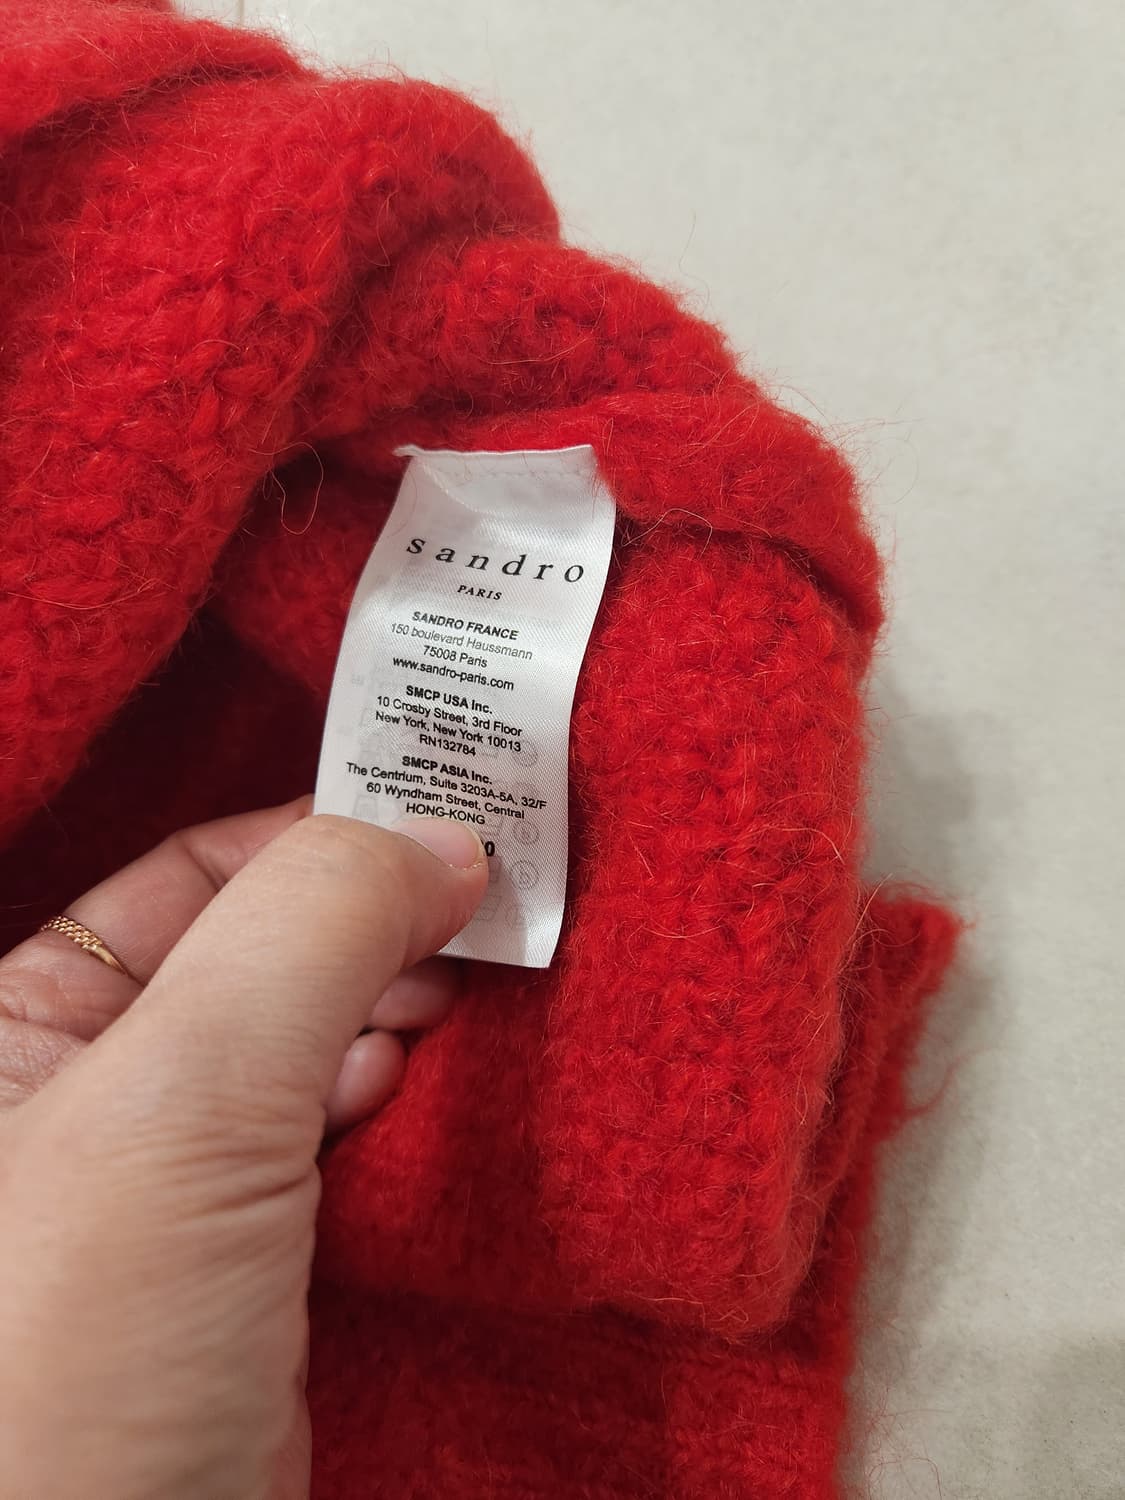 sandro
PARIS
SANDRO FRANCE
150 boulevard Haussmann
75008 Paris
www.sandro-paris.com
SMCP USA Inc.
10 Crosby Street, 3rd Floor
New York, New York 10013
RN132784
SMCP ASIA Inc.
The Centrium, Suite 3203A-5A, 32/F
60 Wyndham Street, Central
HONG-KONG